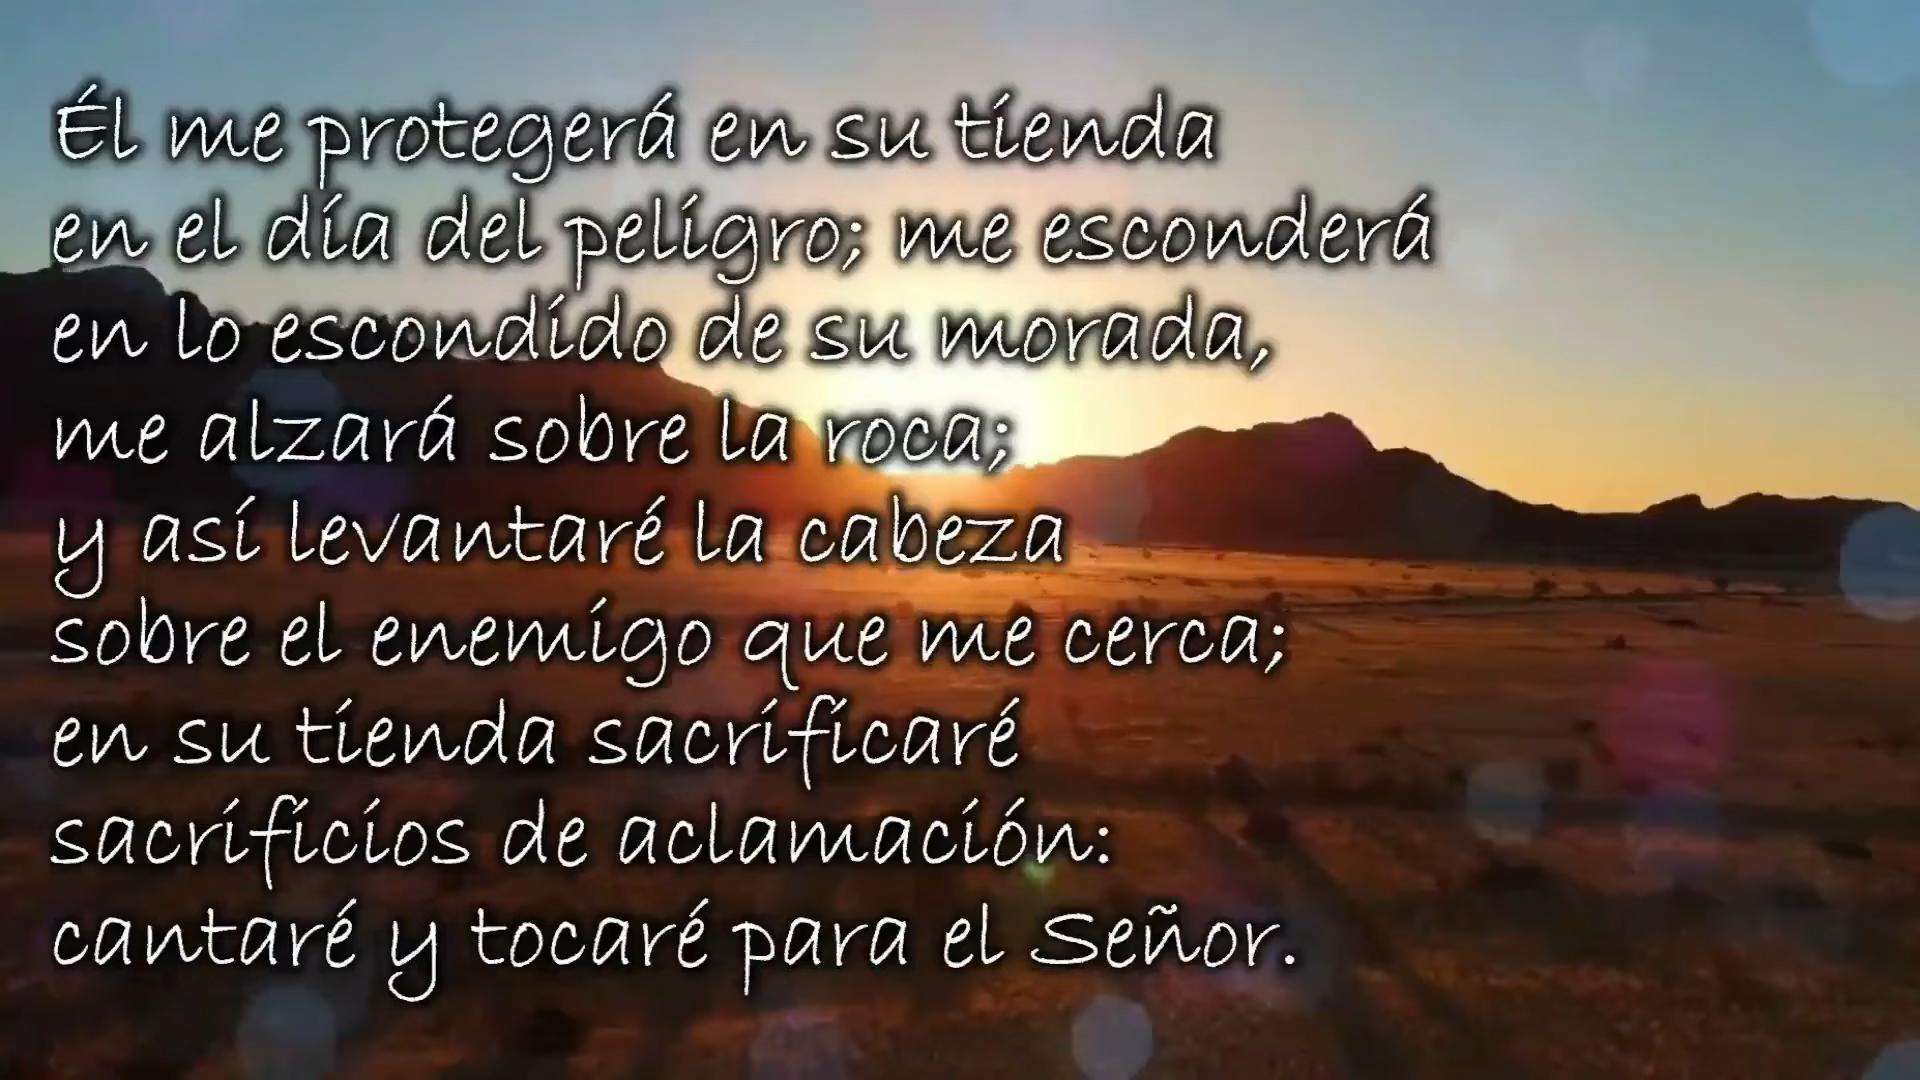 Él me protegerá en su tienda
en el día del peligro; me esconderá
en lo escondido de su morada,
me alzará sobre la roca;
y así levantaré la cabeza
sobre el enemigo que me cerca;
en su tienda sacrificaré
sacrificios de aclamación:
cantaré y tocaré para el Señor.